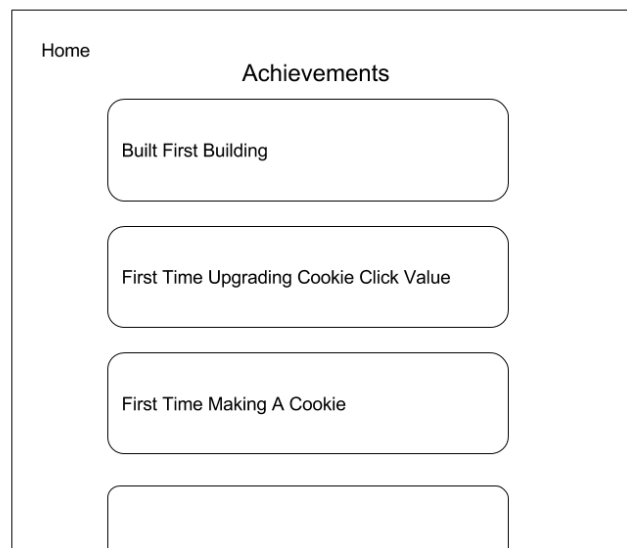 Home
Achievements
Built First Building
First Time Upgrading Cookie Click Value
First Time Making A Cookie